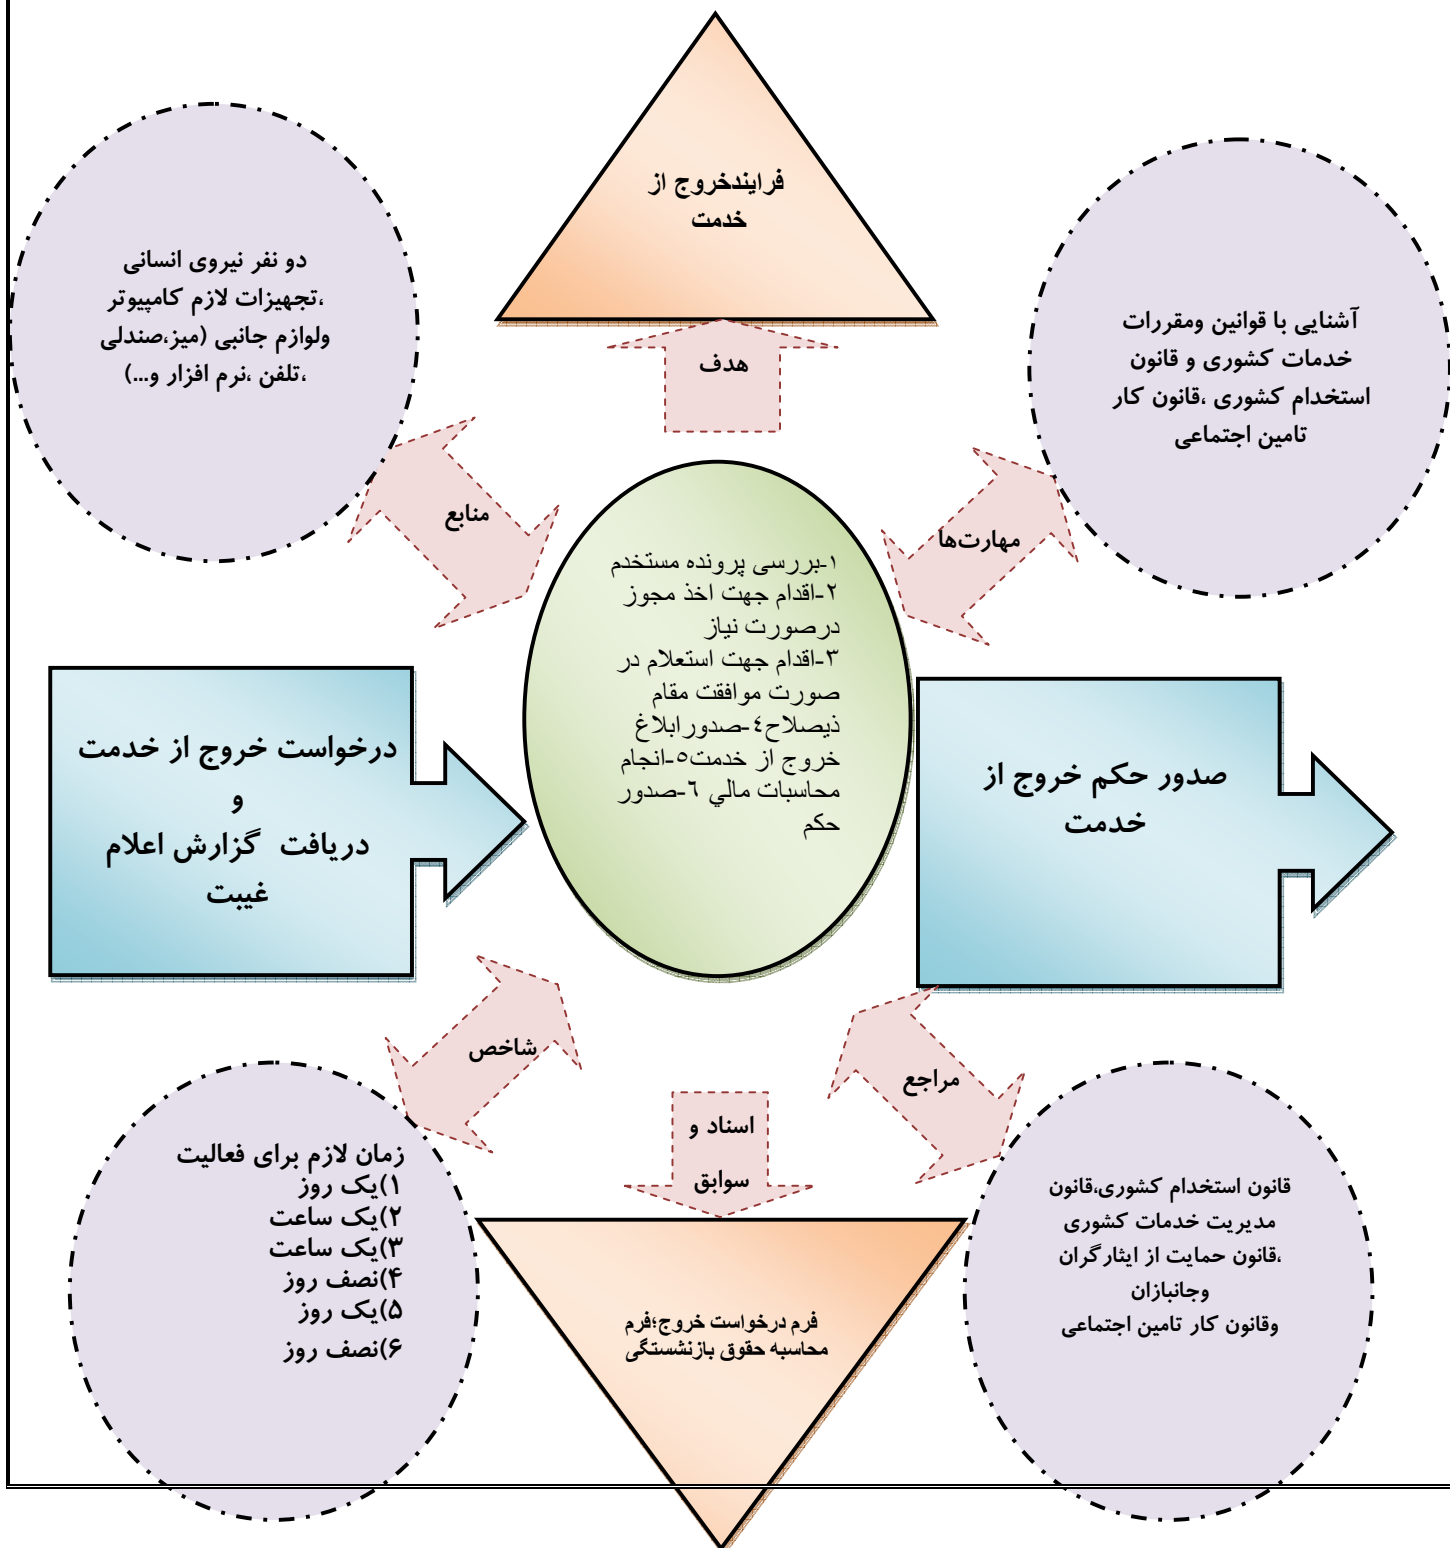 فرایندخروج از
خدمت
هدف
آشنایی با قوانین ومقررات
خدمات کشوری و قانون
استخدام کشوری ،قانون کار
تامین اجتماعی
مهارت‌ها
دو نفر نیروی انسانی
،تجهیزات لازم کامپیوتر
ولوازم جانبی (میز،صندلی
،تلفن ،نرم افزار و...)
منابع
درخواست خروج از خدمت
و
دریافت گزارش اعلام
غیبت
۱-بررسی پرونده مستخدم
۲-اقدام جهت اخذ مجوز
درصورت نیاز
۳-اقدام جهت استعلام در
صورت موافقت مقام
ذیصلاح٤-صدورابلاغ
خروج از خدمت٥-انجام
محاسبات مالي ٦-صدور
حکم
صدور حکم خروج از
خدمت
شاخص
زمان لازم برای فعالیت
۱)یک روز
۲)یک ساعت
۳)یک ساعت
۴)نصف روز
۵)یک روز
۶)نصف روز
اسناد و
سوابق
فرم درخواست خروج؛فرم
محاسبه حقوق بازنشستگی
مراجع
قانون استخدام کشوری،قانون
مدیریت خدمات کشوری
،قانون حمایت از ایثارگران
وجانبازان
وقانون کار تامین اجتماعی